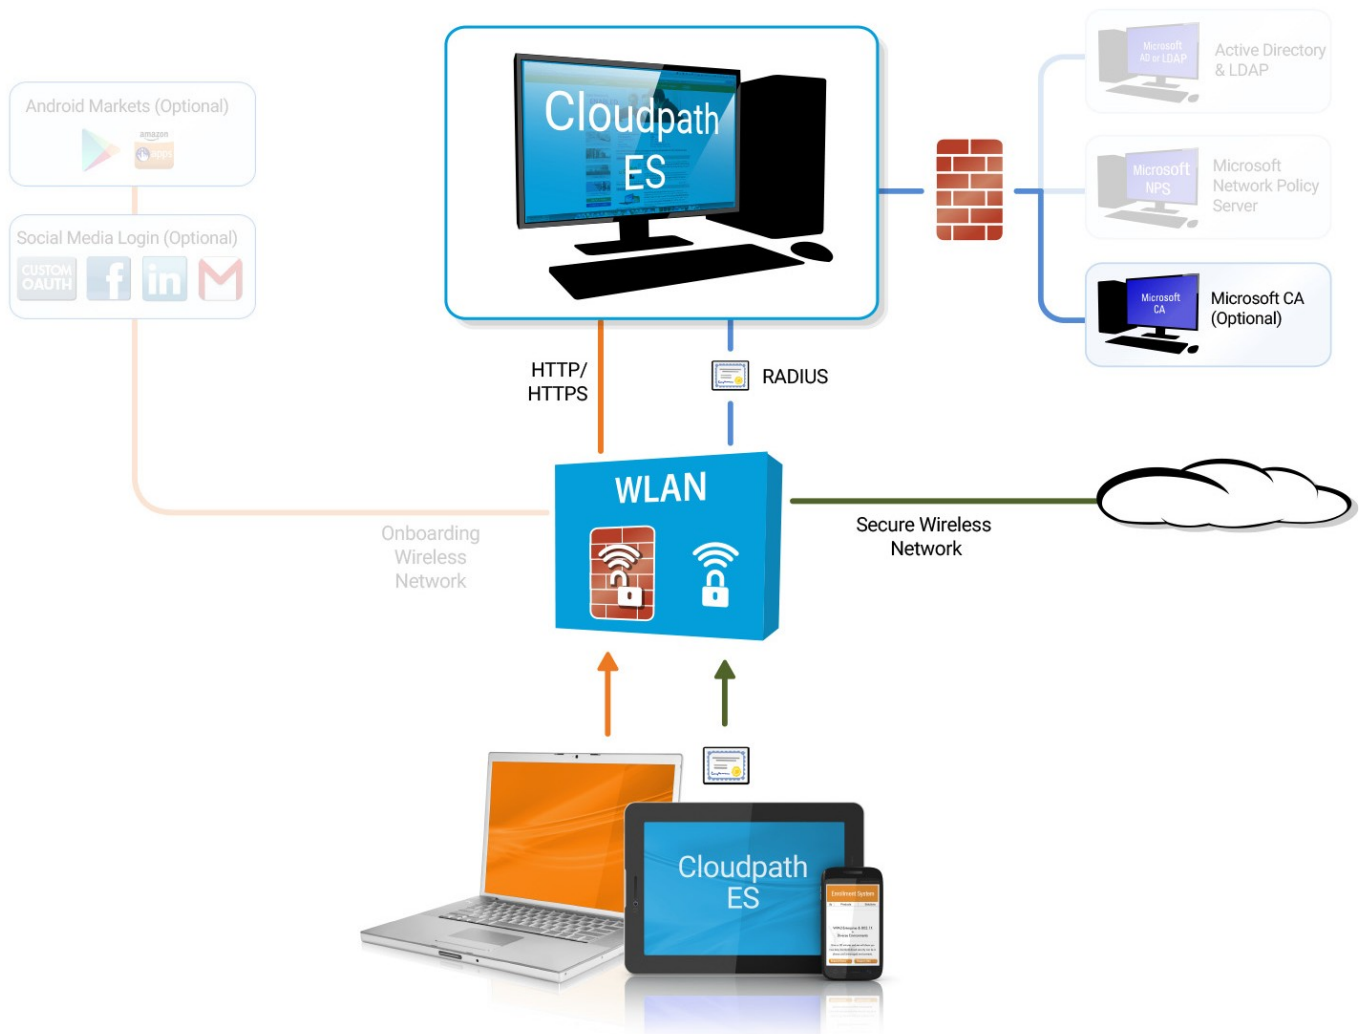 Android Markets (Optional)
amazon
apps
Social Media Login (Optional)
CUSTOM
OAUTH
f
in
Cloudpath
ES
Microsoft
AD or LDAP
Active Directory
& LDAP
Microsoft
NPS
Microsoft
Network Policy
Server
Microsoft
CA
Microsoft CA
(Optional)
HTTP/
HTTPS
RADIUS
WLAN
Onboarding
Wireless
Network
Secure Wireless
Network
Cloudpath
ES
Enrollment System